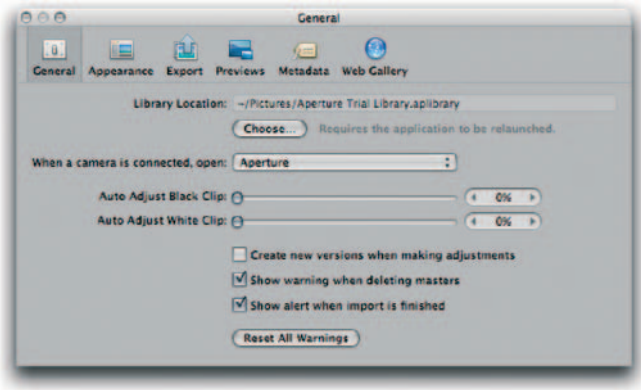 General
General Appearance Export Previews Metadata Web Gallery
Library Location: ~/Pictures/Aperture Trial Library.aplibrary
Choose... Requires the application to be relaunched.
When a camera is connected, open: Aperture
Auto Adjust Black Clip: 0%
Auto Adjust White Clip: 0%
Create new versions when making adjustments
Show warning when deleting masters
Show alert when import is finished
Reset All Warnings